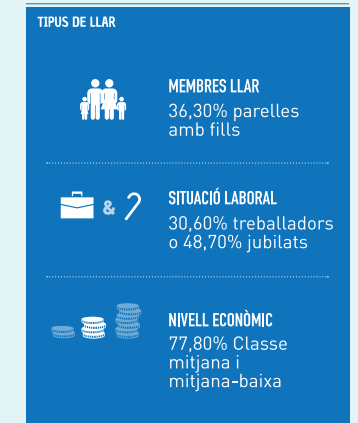 TIPUS DE LLAR
MEMBRES LLAR
36,30% parelles
amb fills
&
SITUACIÓ LABORAL
30,60% treballadors
o 48,70% jubilats
NIVELL ECONÒMIC
77,80% Classe
mitjana i
mitjana-baixa